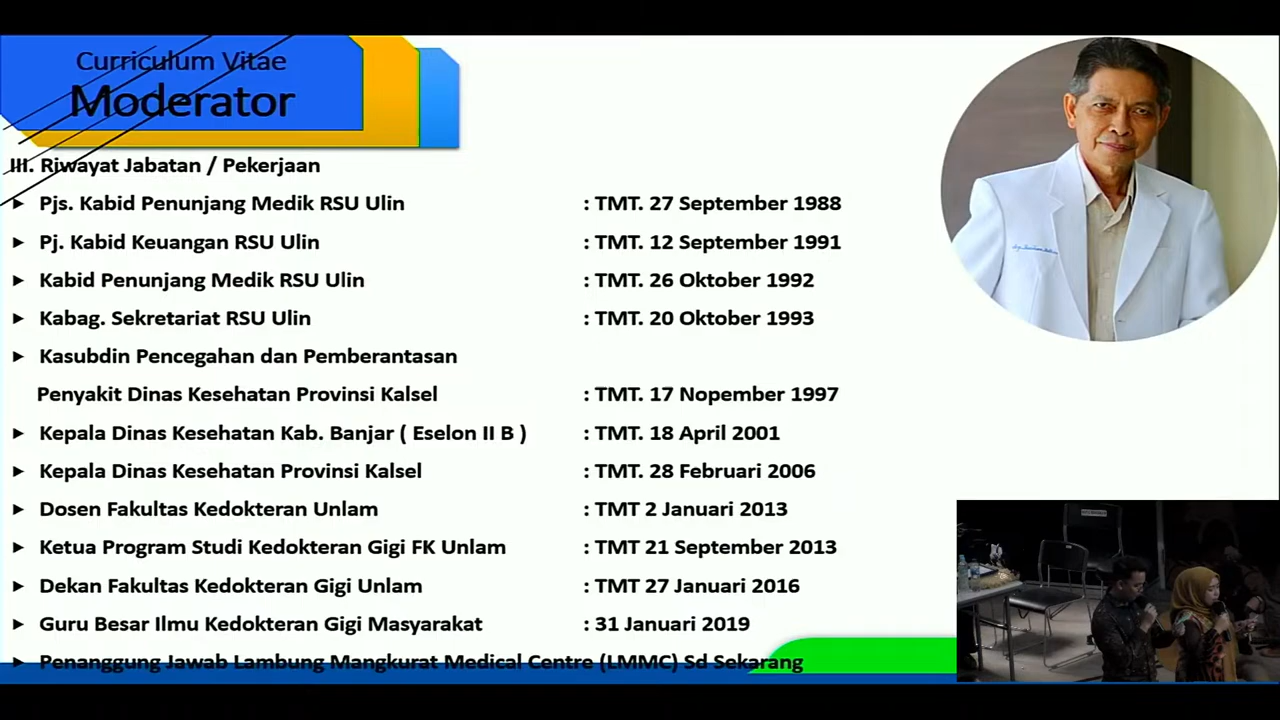 Curriculum Vitae
Moderator
III. Riwayat Jabatan / Pekerjaan
► Pjs. Kabid Penunjang Medik RSU Ulin : TMT. 27 September 1988
► Pj. Kabid Keuangan RSU Ulin : TMT. 12 September 1991
► Kabid Penunjang Medik RSU Ulin : TMT. 26 Oktober 1992
► Kabag. Sekretariat RSU Ulin : TMT. 20 Oktober 1993
► Kasubdin Pencegahan dan Pemberantasan
Penyakit Dinas Kesehatan Provinsi Kalsel : TMT. 17 Nopember 1997
► Kepala Dinas Kesehatan Kab. Banjar ( Eselon II B ) : TMT. 18 April 2001
► Kepala Dinas Kesehatan Provinsi Kalsel : TMT. 28 Februari 2006
► Dosen Fakultas Kedokteran Unlam : TMT 2 Januari 2013
► Ketua Program Studi Kedokteran Gigi FK Unlam : TMT 21 September 2013
► Dekan Fakultas Kedokteran Gigi Unlam : TMT 27 Januari 2016
► Guru Besar Ilmu Kedokteran Gigi Masyarakat : 31 Januari 2019
► Penanggung Jawab Lambung Mangkurat Medical Centre (LMMC) Sd Sekarang